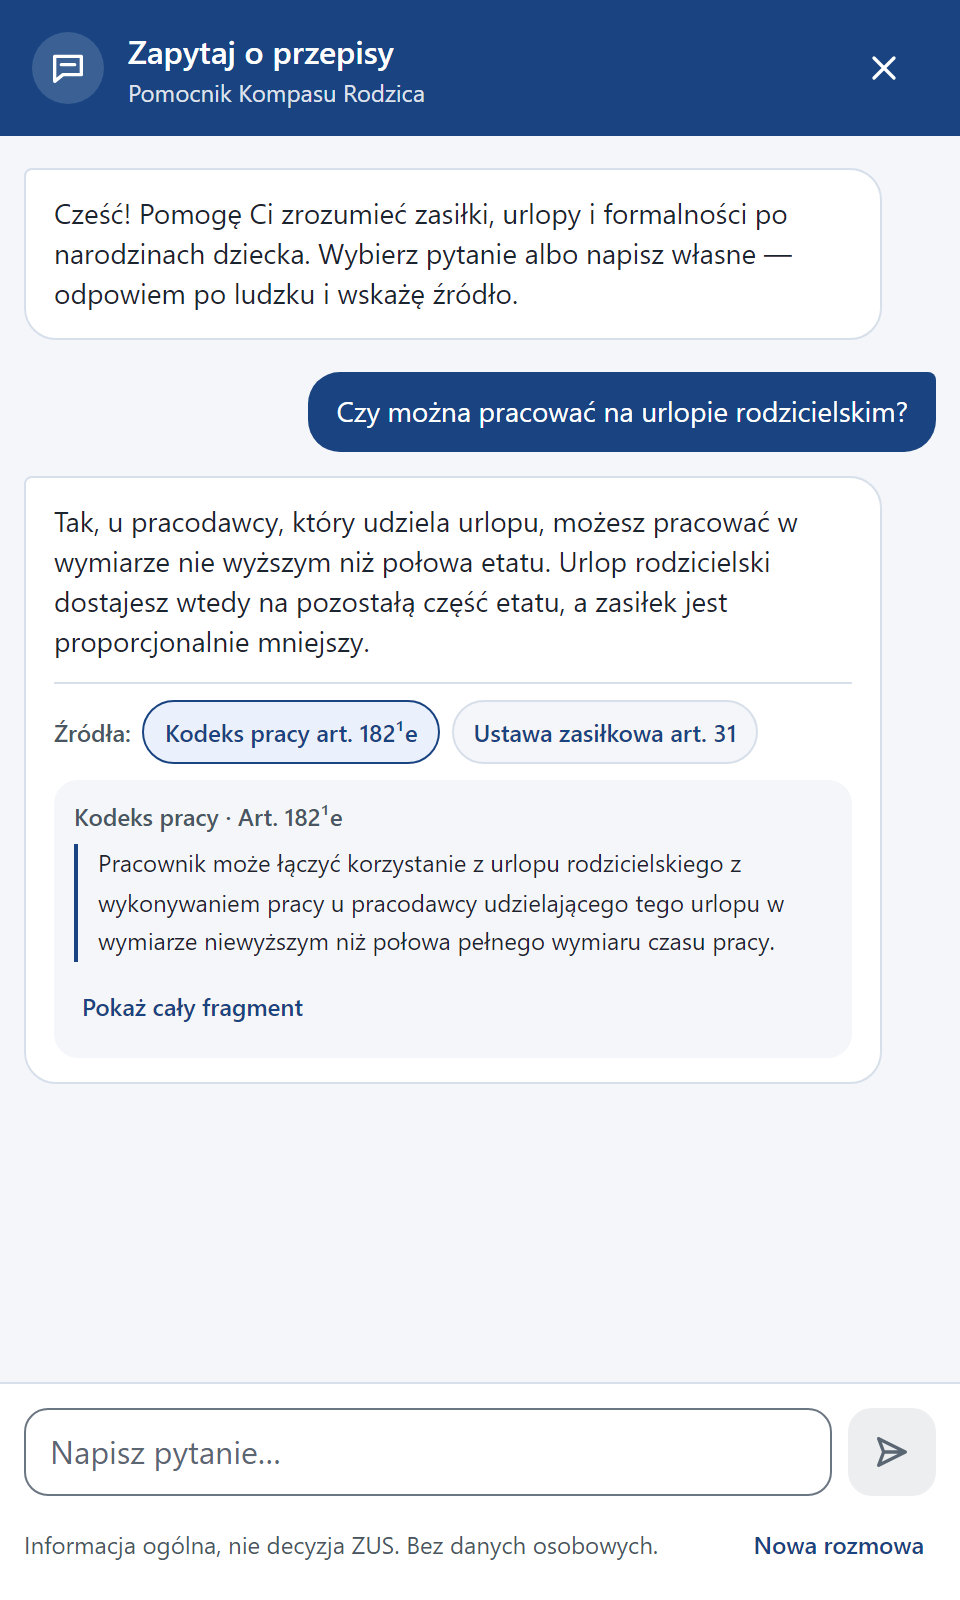 Zapytaj o przepisy
Pomocnik Kompasu Rodzica
Cześć! Pomogę Ci zrozumieć zasiłki, urlopy i formalności po
narodzinach dziecka. Wybierz pytanie albo napisz własne —
odpowiem po ludzku i wskażę źródło.
Czy można pracować na urlopie rodzicielskim?
Tak, u pracodawcy, który udziela urlopu, możesz pracować w
wymiarze nie wyższym niż połowa etatu. Urlop rodzicielski
dostajesz wtedy na pozostałą część etatu, a zasiłek jest
proporcjonalnie mniejszy.
Źródła: Kodeks pracy art. 182¹e Ustawa zasiłkowa art. 31
Kodeks pracy · Art. 182¹e
Pracownik może łączyć korzystanie z urlopu rodzicielskiego z
wykonywaniem pracy u pracodawcy udzielającego tego urlopu w
wymiarze niewyższym niż połowa pełnego wymiaru czasu pracy.
Pokaż cały fragment
Napisz pytanie...
Informacja ogólna, nie decyzja ZUS. Bez danych osobowych. Nowa rozmowa